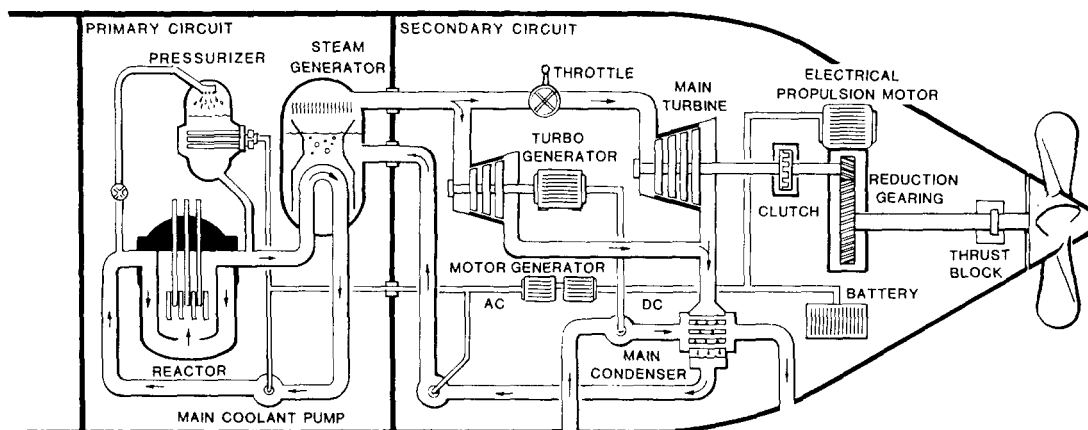 PRIMARY CIRCUIT
SECONDARY CIRCUIT
PRESSURIZER
STEAM
GENERATOR
THROTTLE
MAIN
TURBINE
ELECTRICAL
PROPULSION MOTOR
TURBO
GENERATOR
CLUTCH
REDUCTION
GEARING
THRUST
BLOCK
MOTOR GENERATOR
AC
DC
BATTERY
MAIN
CONDENSER
REACTOR
MAIN COOLANT PUMP